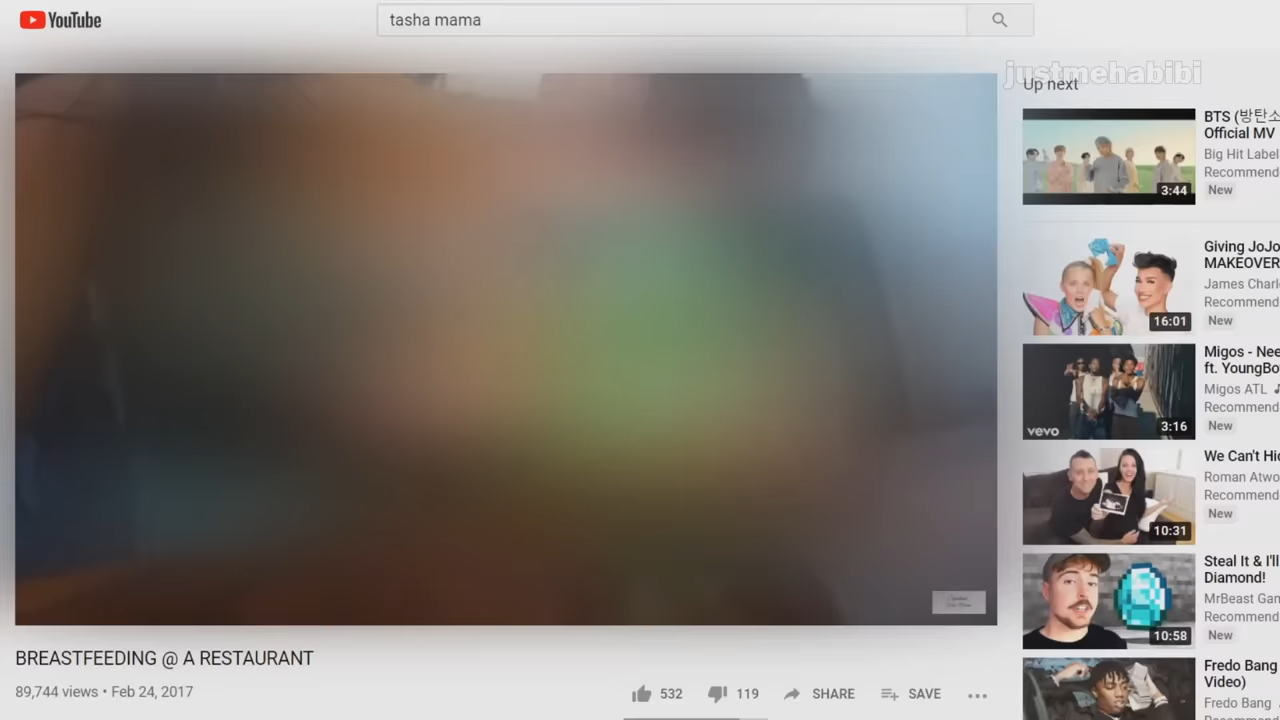 YouTube
tasha mama
justmehabibi
Up next
BTS (방탄소
Official MV
Big Hit Label
Recommend
New
3:44
Giving JoJo
MAKEOVER
James Charl
Recommend
New
16:01
Migos - Nee
ft. YoungBo
Migos ATL
Recommend
New
vevo
3:16
We Can't Hid
Roman Atwo
Recommend
New
10:31
Steal It & I'll
Diamond!
MrBeast Gan
Recommend
New
10:58
Fredo Bang
Video)
Fredo Bang
BREASTFEEDING @ A RESTAURANT
89,744 views • Feb 24, 2017
532
119
SHARE
SAVE